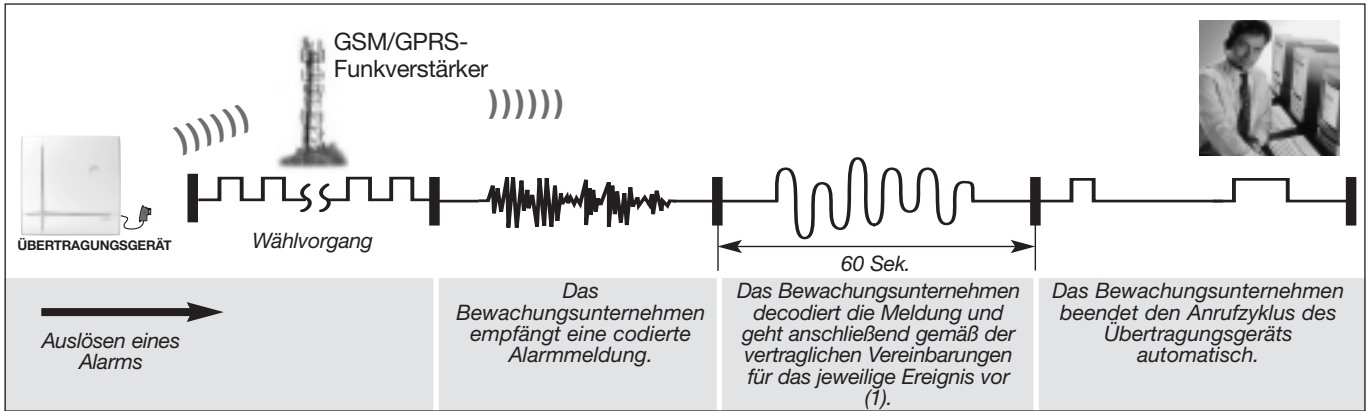 GSM/GPRS-
Funkverstärker
ÜBERTRAGUNGSGERÄT
Wählvorgang
60 Sek.
Auslösen eines
Alarms
Das
Bewachungsunternehmen
empfängt eine codierte
Alarmmeldung.
Das Bewachungsunternehmen
decodiert die Meldung und
geht anschließend gemäß der
vertraglichen Vereinbarungen
für das jeweilige Ereignis vor
(1).
Das Bewachungsunternehmen
beendet den Anrufzyklus des
Übertragungsgeräts
automatisch.